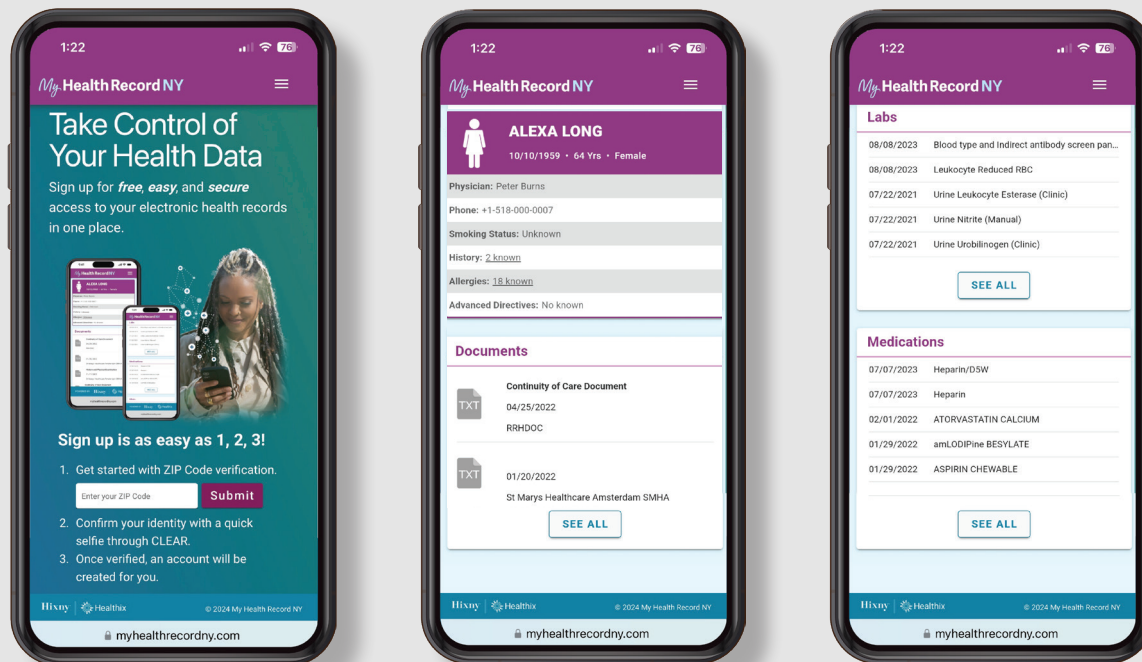 1:22
76
My Health Record NY
Take Control of
Your Health Data
Sign up for free, easy, and secure
access to your electronic health records
in one place.
Sign up is as easy as 1, 2, 3!
1. Get started with ZIP Code verification.
Enter your ZIP Code
Submit
2. Confirm your identity with a quick
selfie through CLEAR.
3. Once verified, an account will be
created for you.
Hixny Healthix © 2024 My Health Record NY
myhealthrecordny.com
1:22
76
My Health Record NY
ALEXA LONG
10/10/1959 • 64 Yrs • Female
Physician: Peter Burns
Phone: +1-518-000-0007
Smoking Status: Unknown
History: 2 known
Allergies: 18 known
Advanced Directives: No known
Documents
TXT
Continuity of Care Document
04/25/2022
RRHDOC
TXT
01/20/2022
St Marys Healthcare Amsterdam SMHA
SEE ALL
Hixny Healthix © 2024 My Health Record NY
myhealthrecordny.com
1:22
76
My Health Record NY
Labs
08/08/2023 Blood type and Indirect antibody screen pan...
08/08/2023 Leukocyte Reduced RBC
07/22/2021 Urine Leukocyte Esterase (Clinic)
07/22/2021 Urine Nitrite (Manual)
07/22/2021 Urine Urobilinogen (Clinic)
SEE ALL
Medications
07/07/2023 Heparin/D5W
07/07/2023 Heparin
02/01/2022 ATORVASTATIN CALCIUM
01/29/2022 amLODIPine BESYLATE
01/29/2022 ASPIRIN CHEWABLE
SEE ALL
Hixny Healthix © 2024 My Health Record NY
myhealthrecordny.com